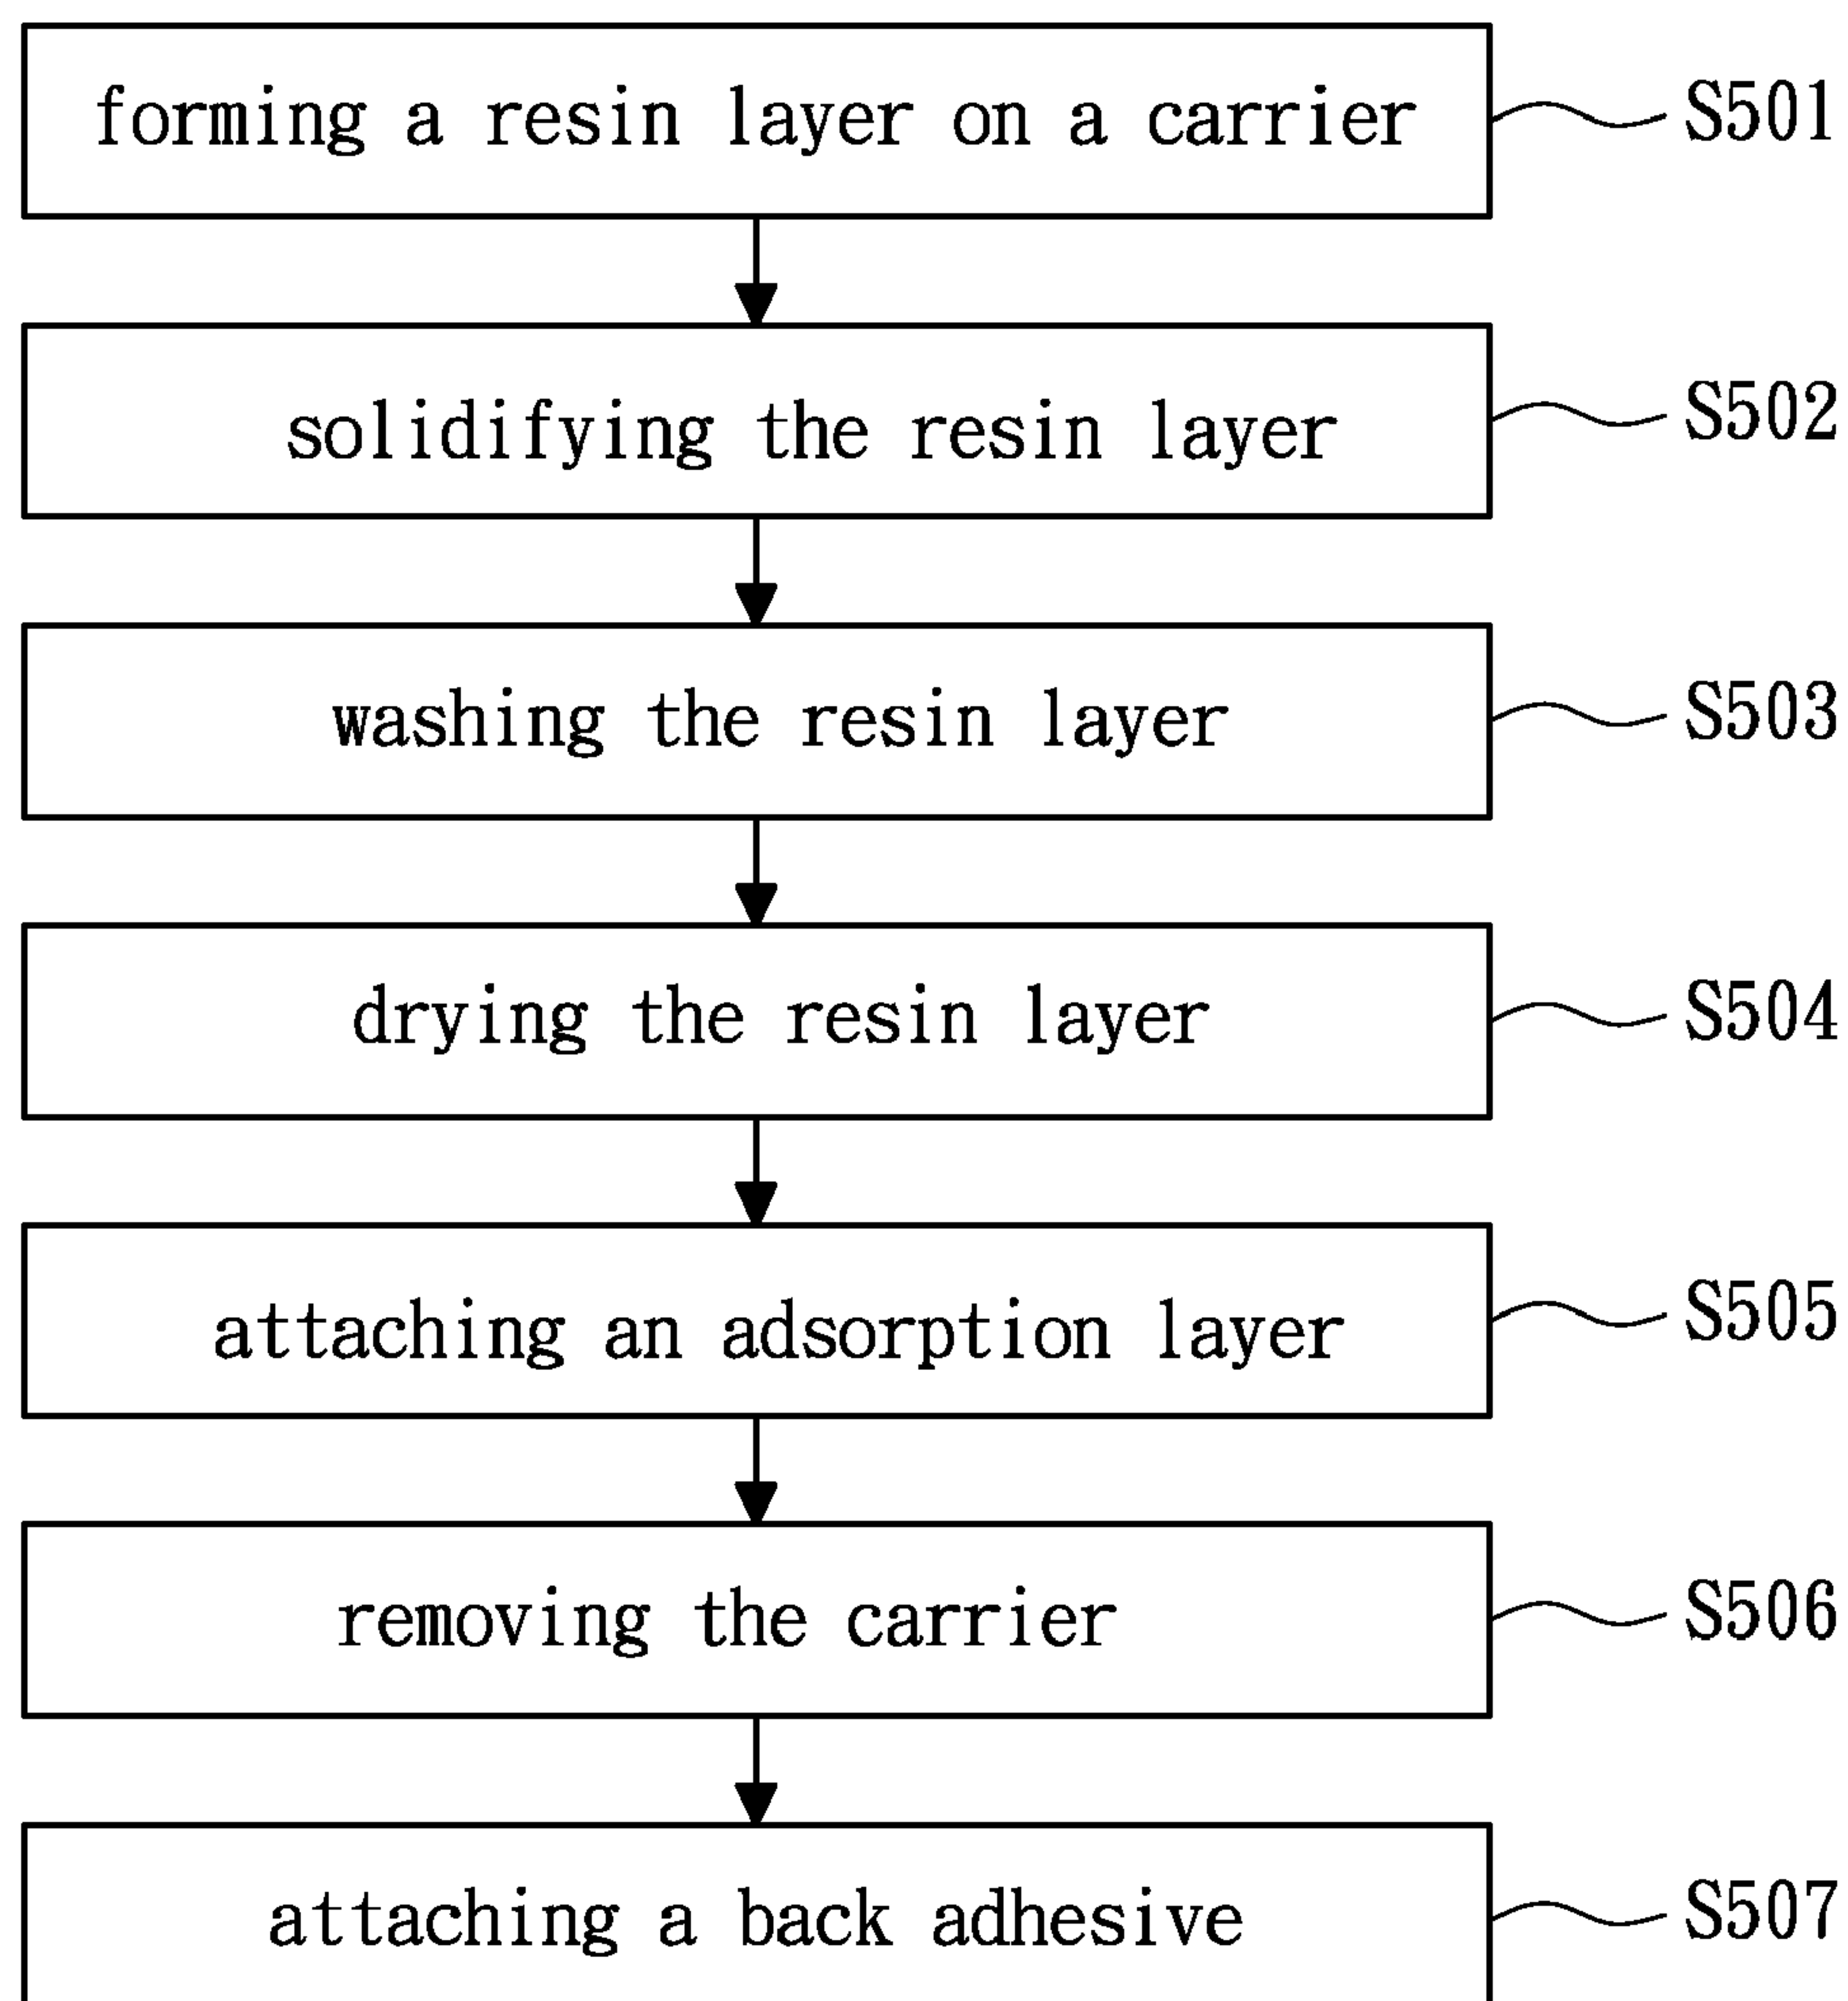 forming a resin layer on a carrier S501
solidifying the resin layer S502
washing the resin layer S503
drying the resin layer S504
attaching an adsorption layer S505
removing the carrier S506
attaching a back adhesive S507